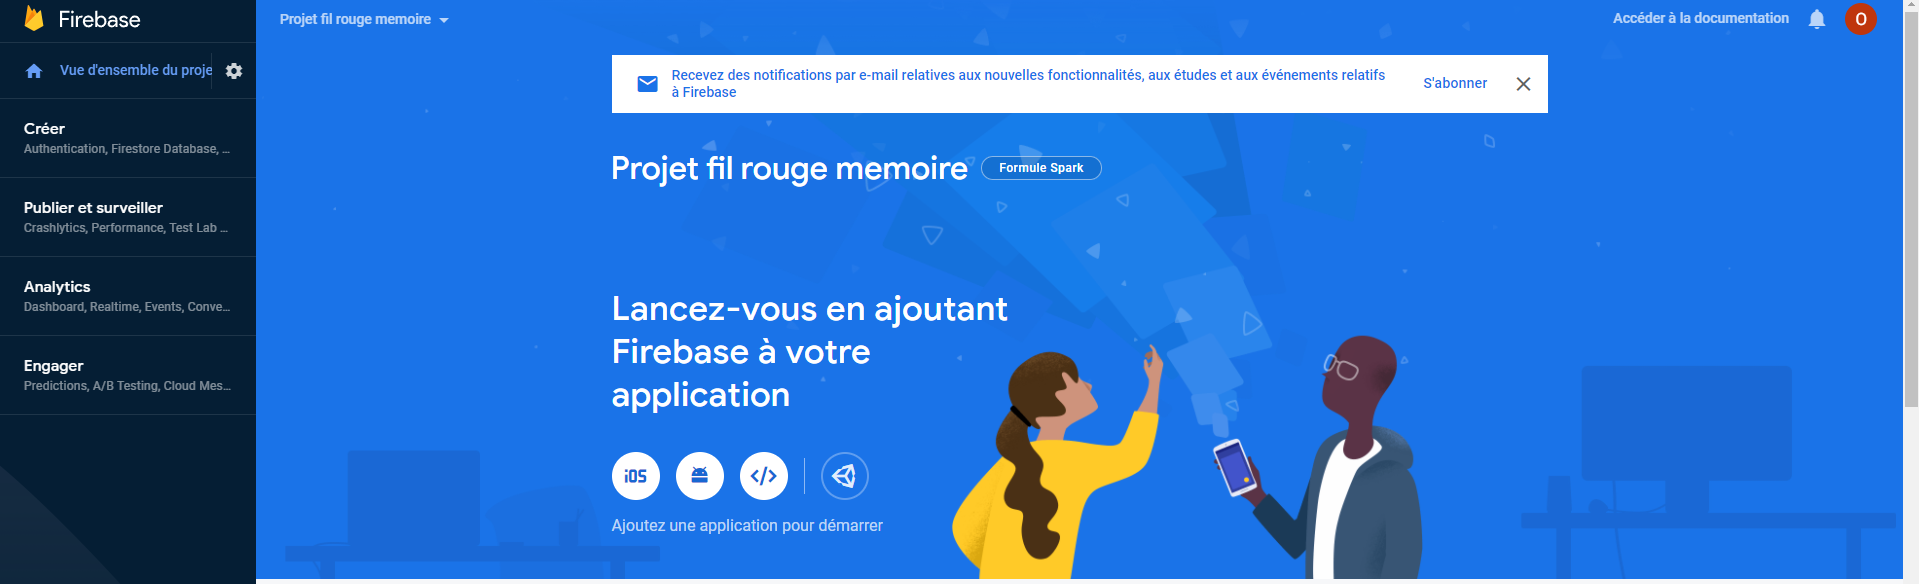 Firebase
Projet fil rouge memoire
Accéder à la documentation
O
Vue d'ensemble du proje
Recevez des notifications par e-mail relatives aux nouvelles fonctionnalités, aux études et aux événements relatifs
à Firebase
S'abonner
Créer
Authentication, Firestore Database, ...
Publier et surveiller
Crashlytics, Performance, Test Lab ...
Analytics
Dashboard, Realtime, Events, Conve...
Engager
Predictions, A/B Testing, Cloud Mes...
Projet fil rouge memoire
Formule Spark
Lancez-vous en ajoutant
Firebase à votre
application
iOS
Ajoutez une application pour démarrer